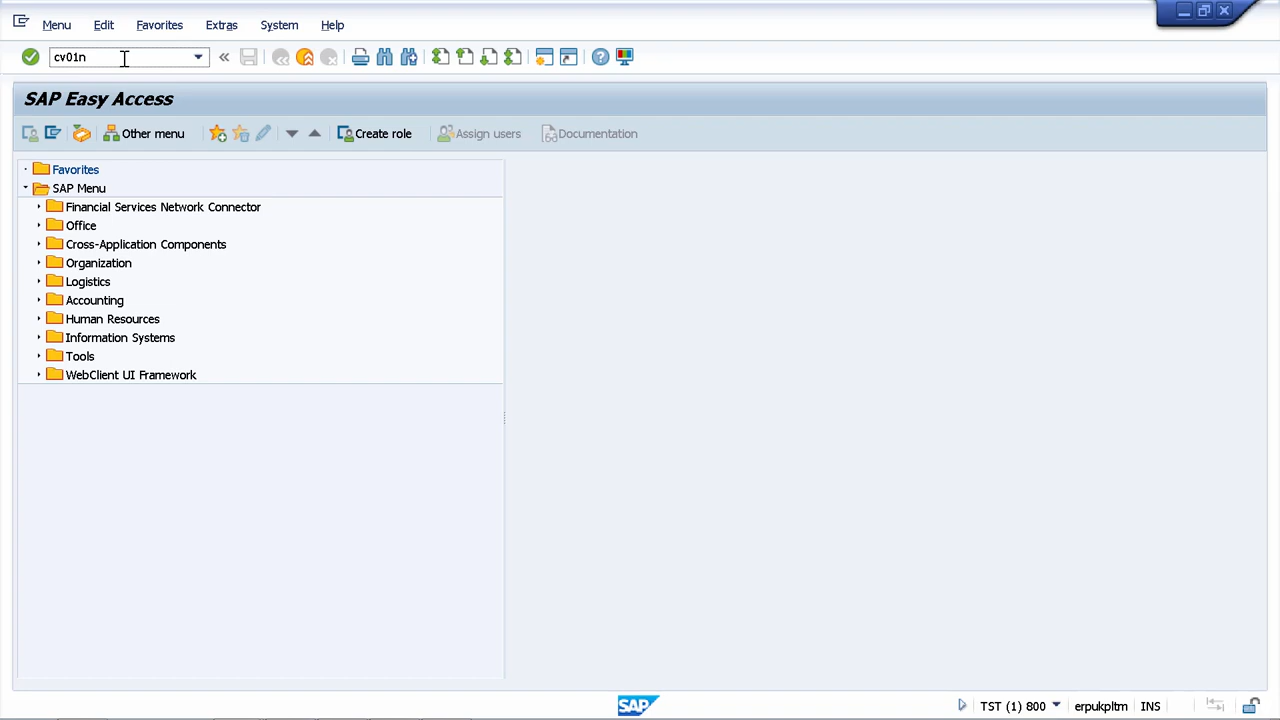 Menu Edit Favorites Extras System Help
cv01n
SAP Easy Access
Other menu Create role Assign users Documentation
Favorites
SAP Menu
Financial Services Network Connector
Office
Cross-Application Components
Organization
Logistics
Accounting
Human Resources
Information Systems
Tools
WebClient UI Framework
SAP TST (1) 800 erpukpltm INS